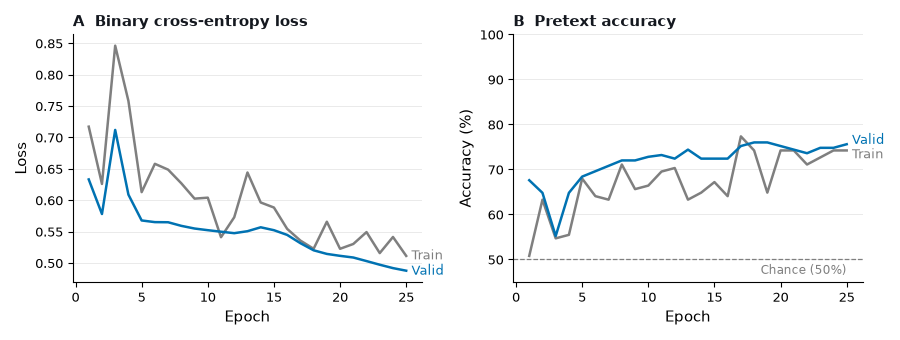 A Binary cross-entropy loss
0.85
0.80
0.75
0.70
0.65
0.60
0.55
0.50
Loss
0
5
10
15
20
25
Epoch
Train
Valid
B Pretext accuracy
100
90
80
70
60
50
Accuracy (%)
0
5
10
15
20
25
Epoch
Valid
Train
Chance (50%)